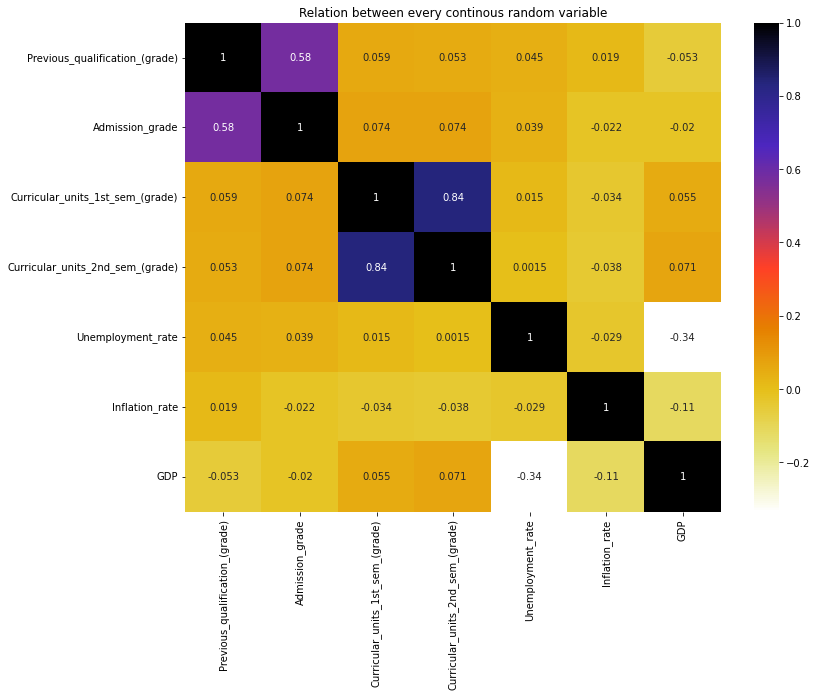 Relation between every continous random variable
Previous_qualification_(grade) 1 0.58 0.059 0.053 0.045 0.019 -0.053
Admission_grade 0.58 1 0.074 0.074 0.039 -0.022 -0.02
Curricular_units_1st_sem_(grade) 0.059 0.074 1 0.84 0.015 -0.034 0.055
Curricular_units_2nd_sem_(grade) 0.053 0.074 0.84 1 0.0015 -0.038 0.071
Unemployment_rate 0.045 0.039 0.015 0.0015 1 -0.029 -0.34
Inflation_rate 0.019 -0.022 -0.034 -0.038 -0.029 1 -0.11
GDP -0.053 -0.02 0.055 0.071 -0.34 -0.11 1
Previous_qualification_(grade)
Admission_grade
Curricular_units_1st_sem_(grade)
Curricular_units_2nd_sem_(grade)
Unemployment_rate
Inflation_rate
GDP
1.0
0.8
0.6
0.4
0.2
0.0
−0.2